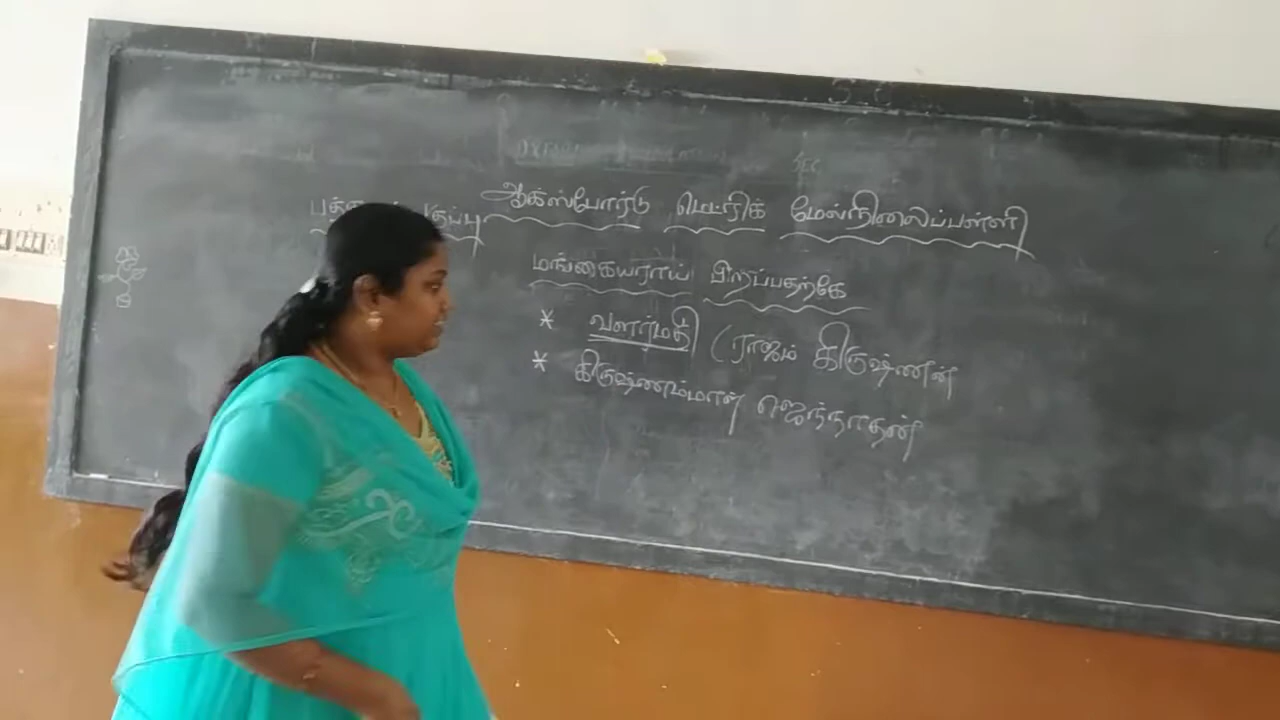 ஆக்ஸ்போர்டு மெட்ரிக் மேல்நிலைப்பள்ளி
மங்கையராய் பிறப்பதற்கே
* வளர்மதி (ராஜம் கிருஷ்ணன்
* கிருஷ்ணம்மாள் ஜெகந்நாதன்